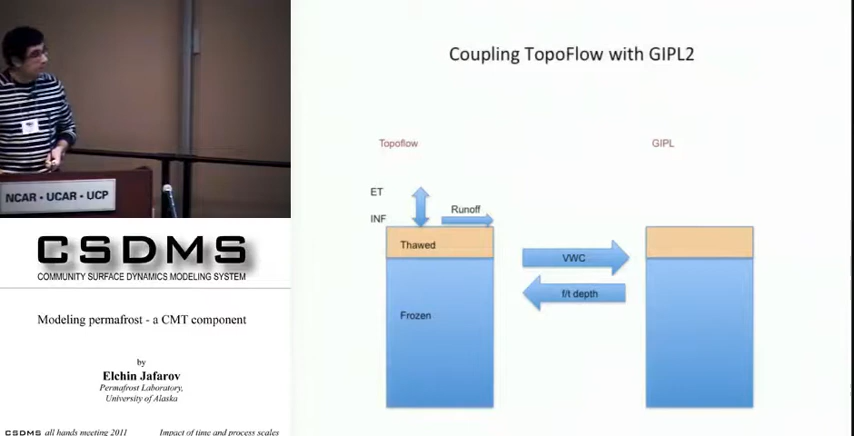 NCAR • UCAR • UCP
CSDMS
COMMUNITY SURFACE DYNAMICS MODELING SYSTEM
Modeling permafrost - a CMT component
by
Elchin Jafarov
Permafrost Laboratory,
University of Alaska
CSDMS all hands meeting 2011
Impact of time and process scales
Coupling TopoFlow with GIPL2
Topoflow
GIPL
ET
INF
Runoff
Thawed
Frozen
VWC
f/t depth